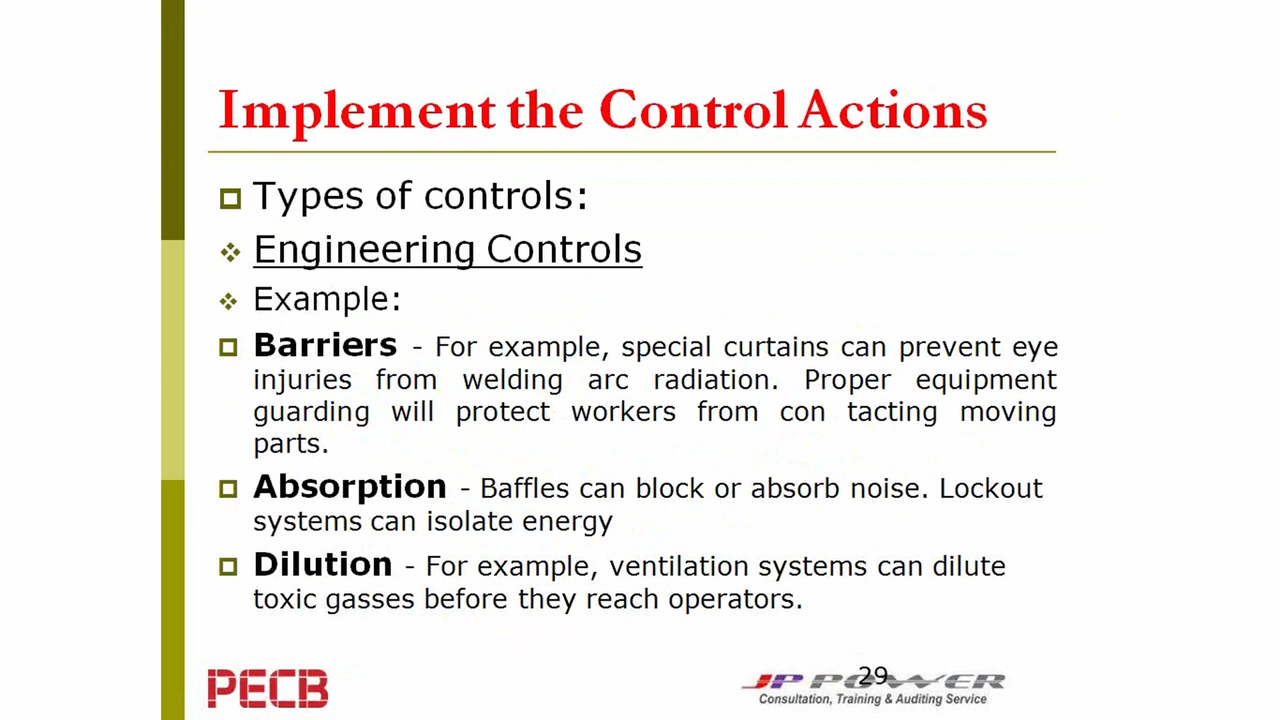 Implement the Control Actions
Types of controls:
Engineering Controls
Example:
Barriers - For example, special curtains can prevent eye
injuries from welding arc radiation. Proper equipment
guarding will protect workers from con tacting moving
parts.
Absorption - Baffles can block or absorb noise. Lockout
systems can isolate energy
Dilution - For example, ventilation systems can dilute
toxic gasses before they reach operators.
PECB
JP POWER
29
Consultation, Training & Auditing Service